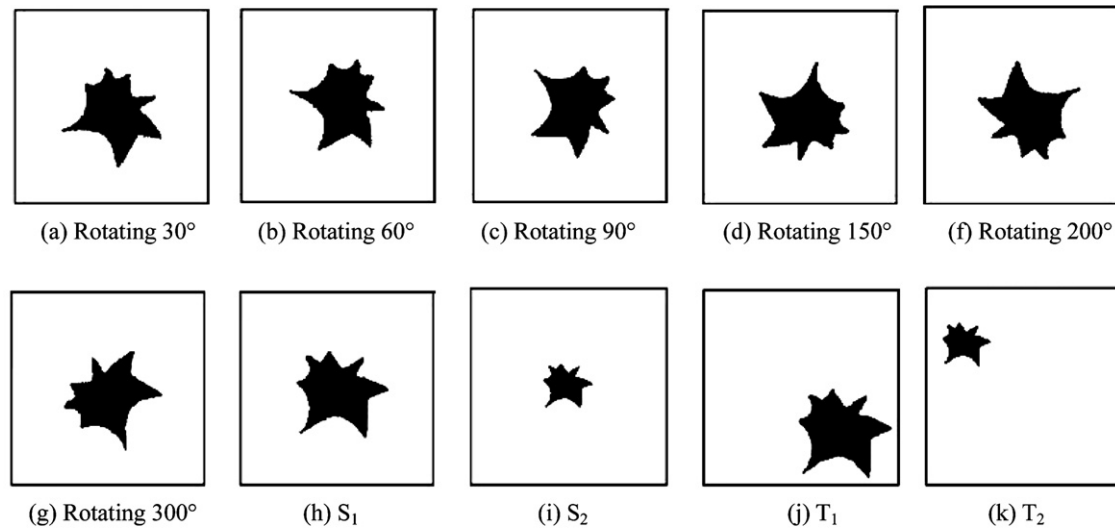 (a) Rotating 30°
(b) Rotating 60°
(c) Rotating 90°
(d) Rotating 150°
(f) Rotating 200°
(g) Rotating 300°
(h) S₁
(i) S₂
(j) T₁
(k) T₂